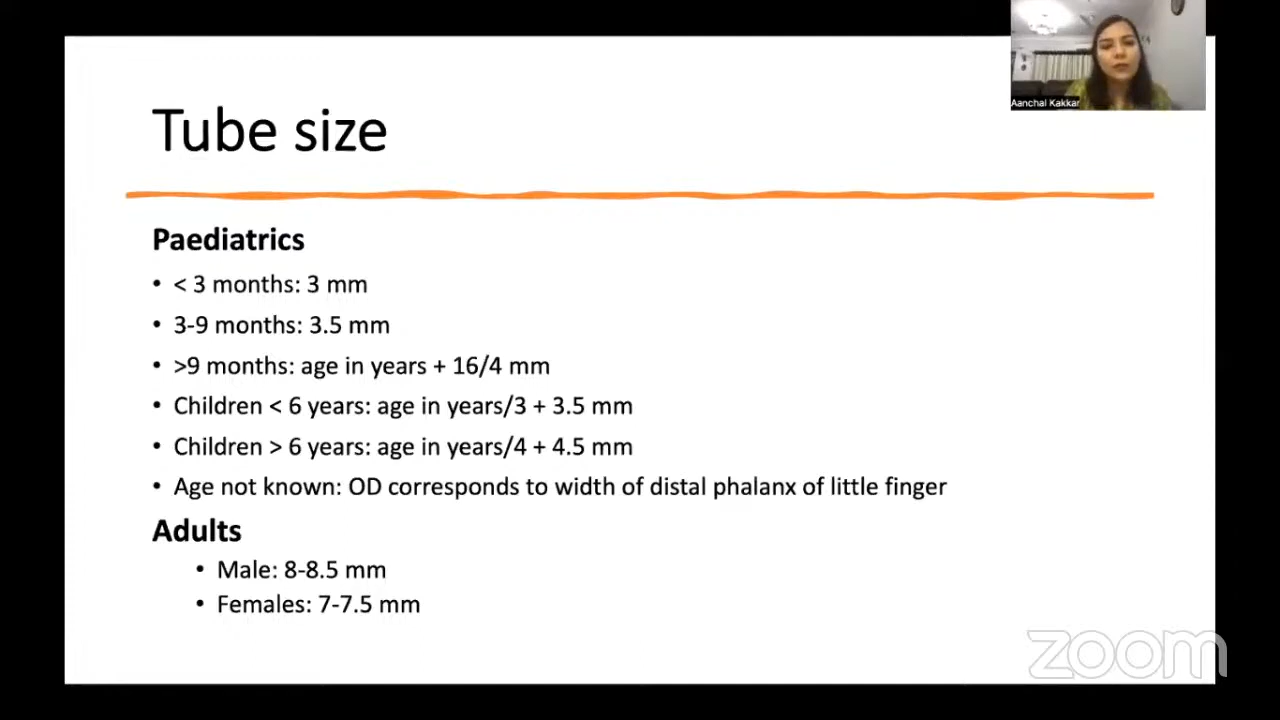 Aanchal Kakkar
Tube size
Paediatrics
• < 3 months: 3 mm
• 3-9 months: 3.5 mm
• >9 months: age in years + 16/4 mm
• Children < 6 years: age in years/3 + 3.5 mm
• Children > 6 years: age in years/4 + 4.5 mm
• Age not known: OD corresponds to width of distal phalanx of little finger
Adults
• Male: 8-8.5 mm
• Females: 7-7.5 mm
zoom